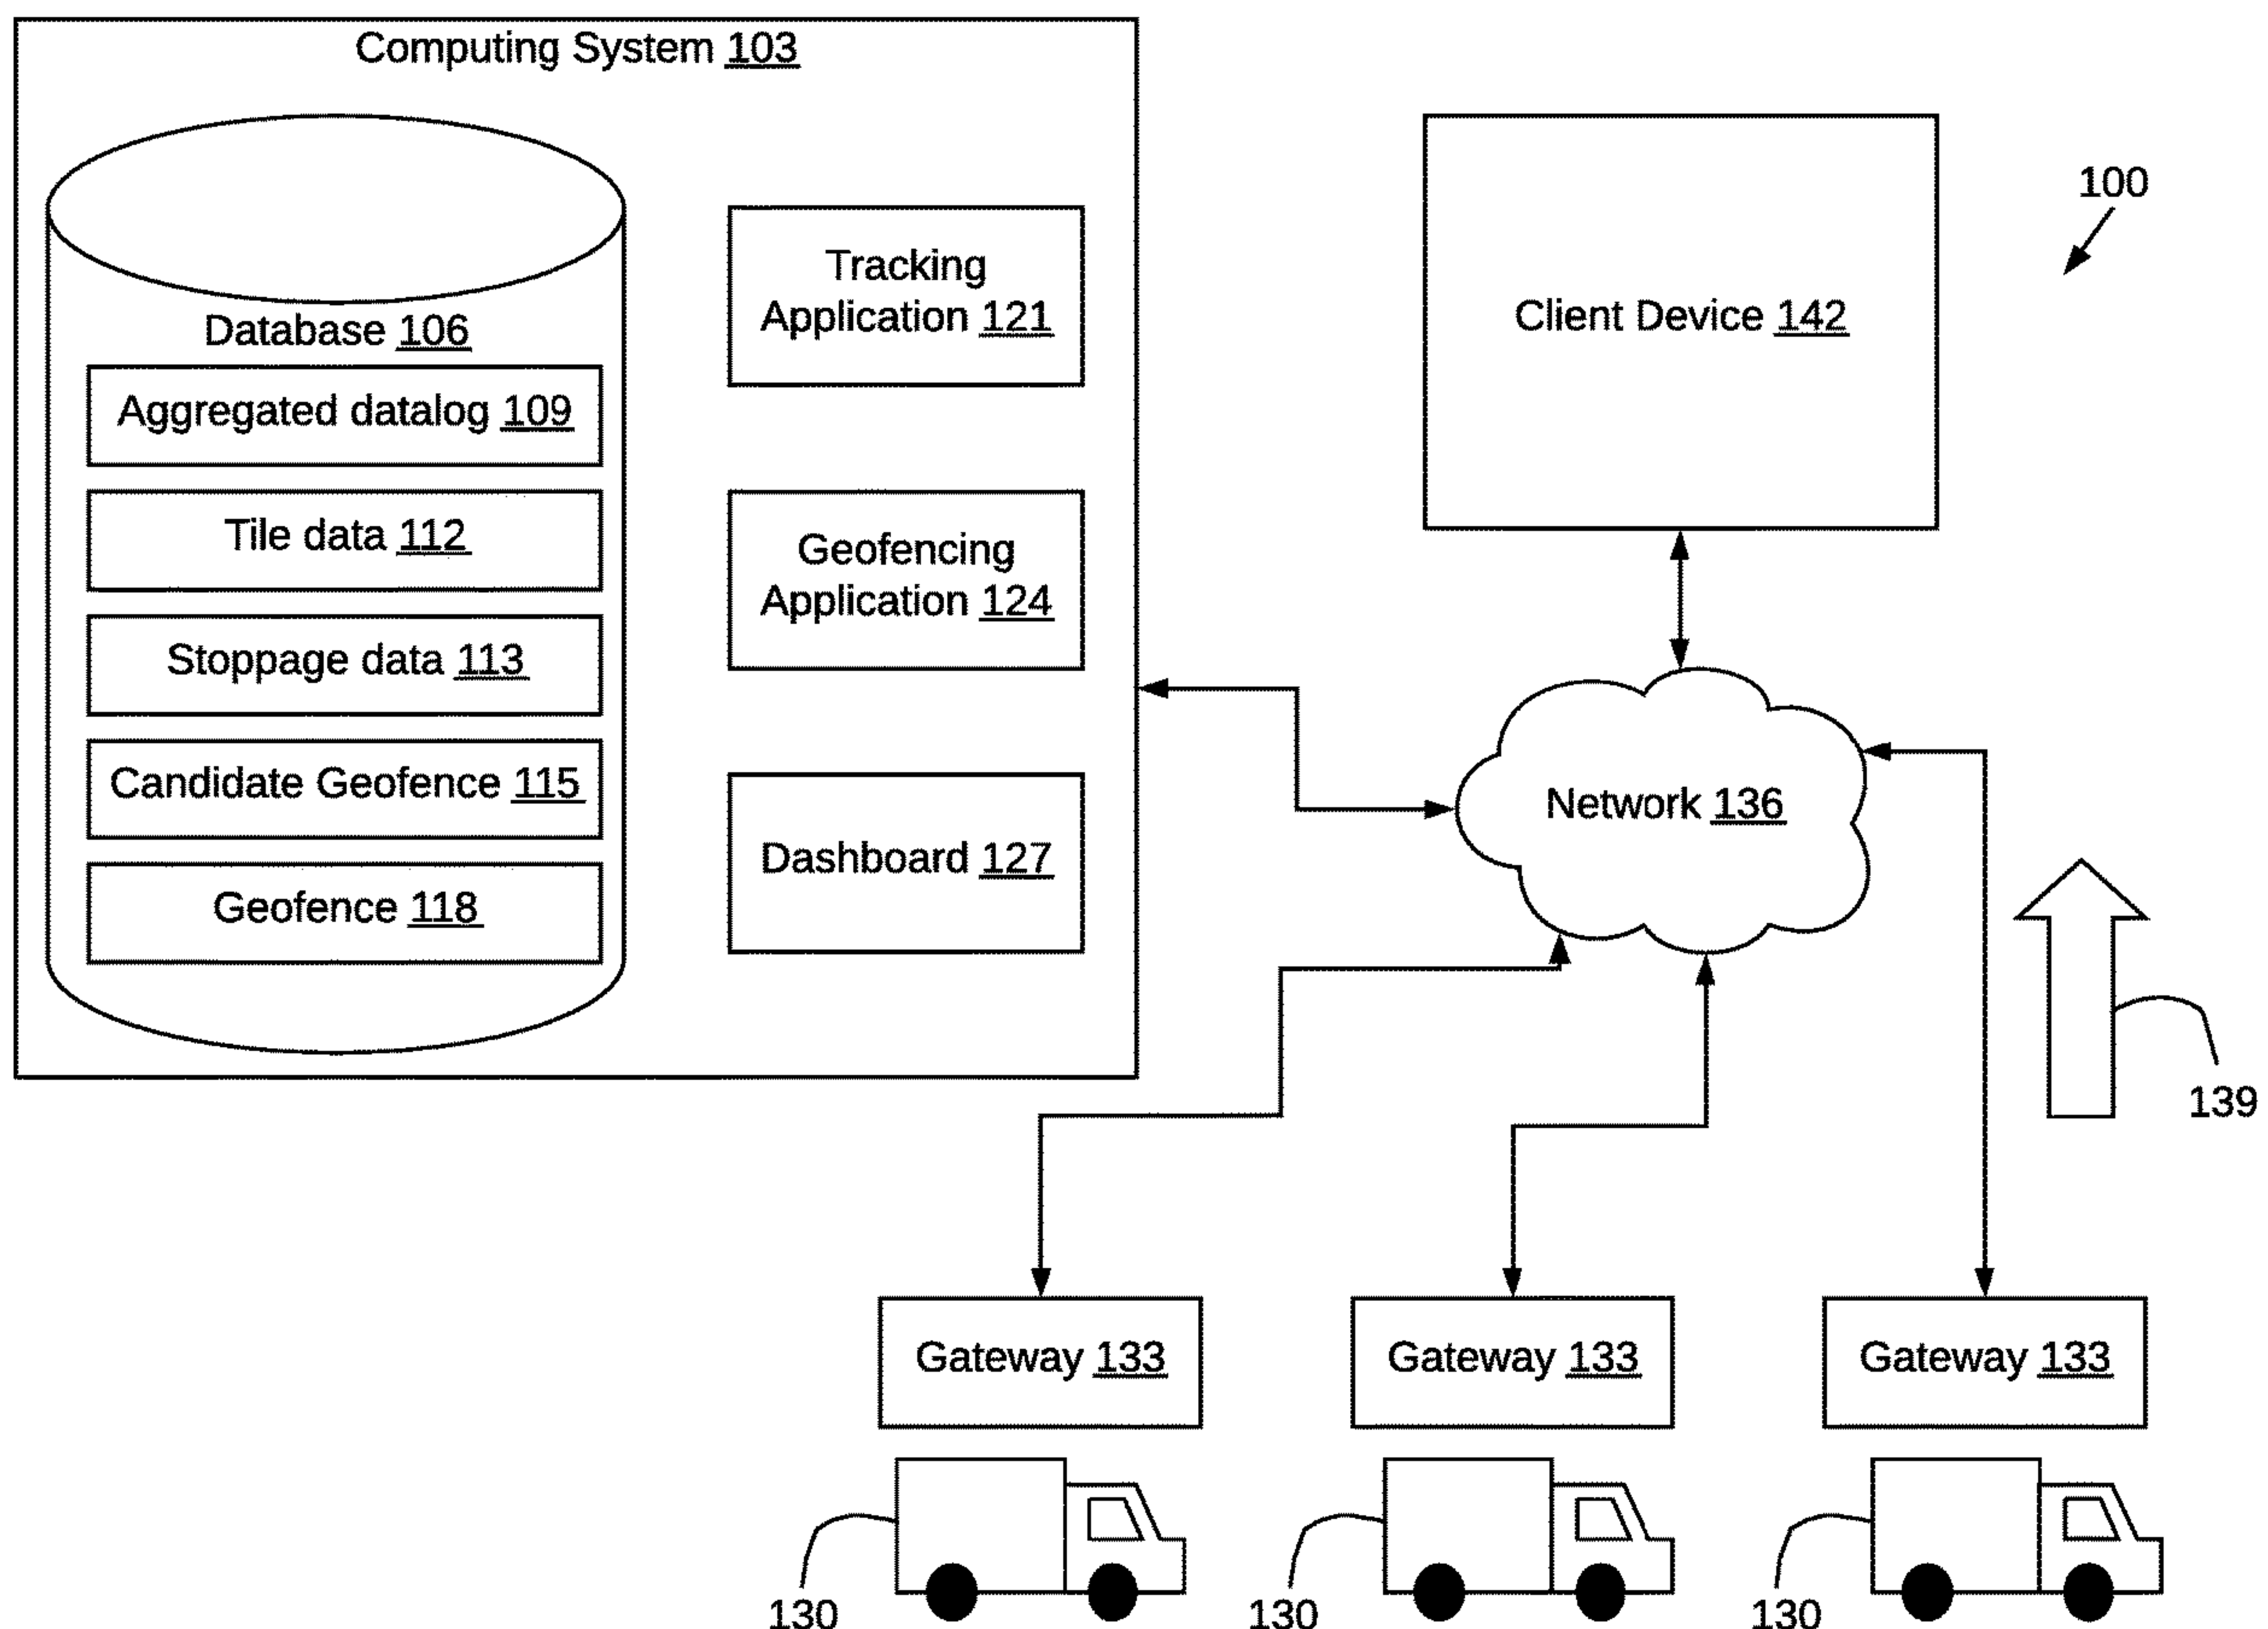 Computing System 103
Database 106
Aggregated datalog 109
Tile data 112
Stoppage data 113
Candidate Geofence 115
Geofence 118
Tracking
Application 121
Geofencing
Application 124
Dashboard 127
Client Device 142
100
Network 136
139
Gateway 133
Gateway 133
Gateway 133
130
130
130